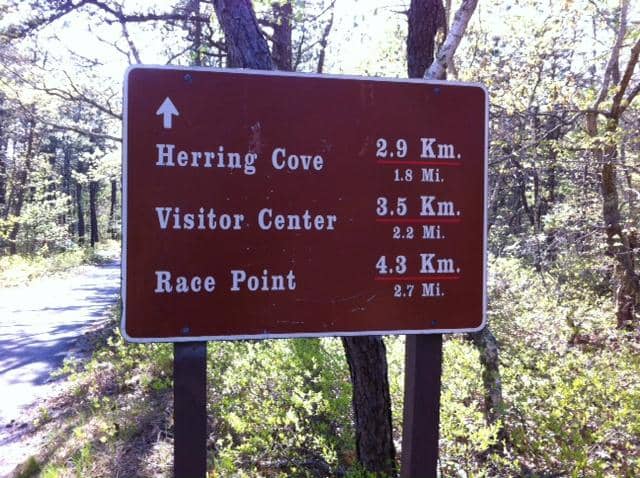 Herring Cove 2.9 Km.
1.8 Mi.
Visitor Center 3.5 Km.
2.2 Mi.
Race Point 4.3 Km.
2.7 Mi.